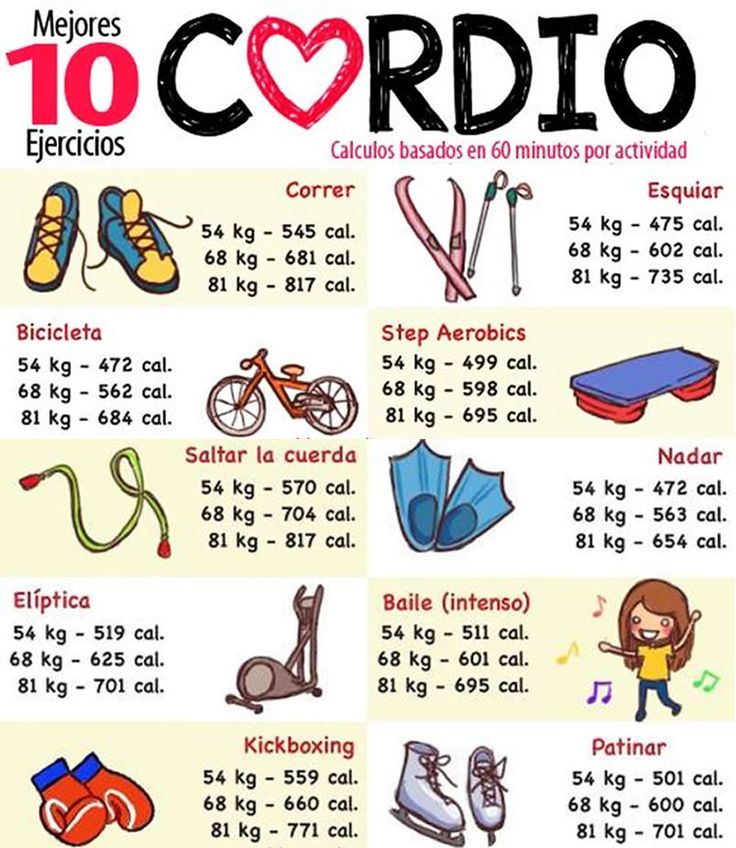 Mejores
10
Ejercicios
CARDIO
Calculos basados en 60 minutos por actividad
Correr
54 kg - 545 cal.
68 kg - 681 cal.
81 kg - 817 cal.
Esquiar
54 kg - 475 cal.
68 kg - 602 cal.
81 kg - 735 cal.
Bicicleta
54 kg - 472 cal.
68 kg - 562 cal.
81 kg - 684 cal.
Step Aerobics
54 kg - 499 cal.
68 kg - 598 cal.
81 kg - 695 cal.
Saltar la cuerda
54 kg - 570 cal.
68 kg - 704 cal.
81 kg - 817 cal.
Nadar
54 kg - 472 cal.
68 kg - 563 cal.
81 kg - 654 cal.
Elíptica
54 kg - 519 cal.
68 kg - 625 cal.
81 kg - 701 cal.
Baile (intenso)
54 kg - 511 cal.
68 kg - 601 cal.
81 kg - 695 cal.
Kickboxing
54 kg - 559 cal.
68 kg - 660 cal.
81 kg - 771 cal.
Patinar
54 kg - 501 cal.
68 kg - 600 cal.
81 kg - 701 cal.